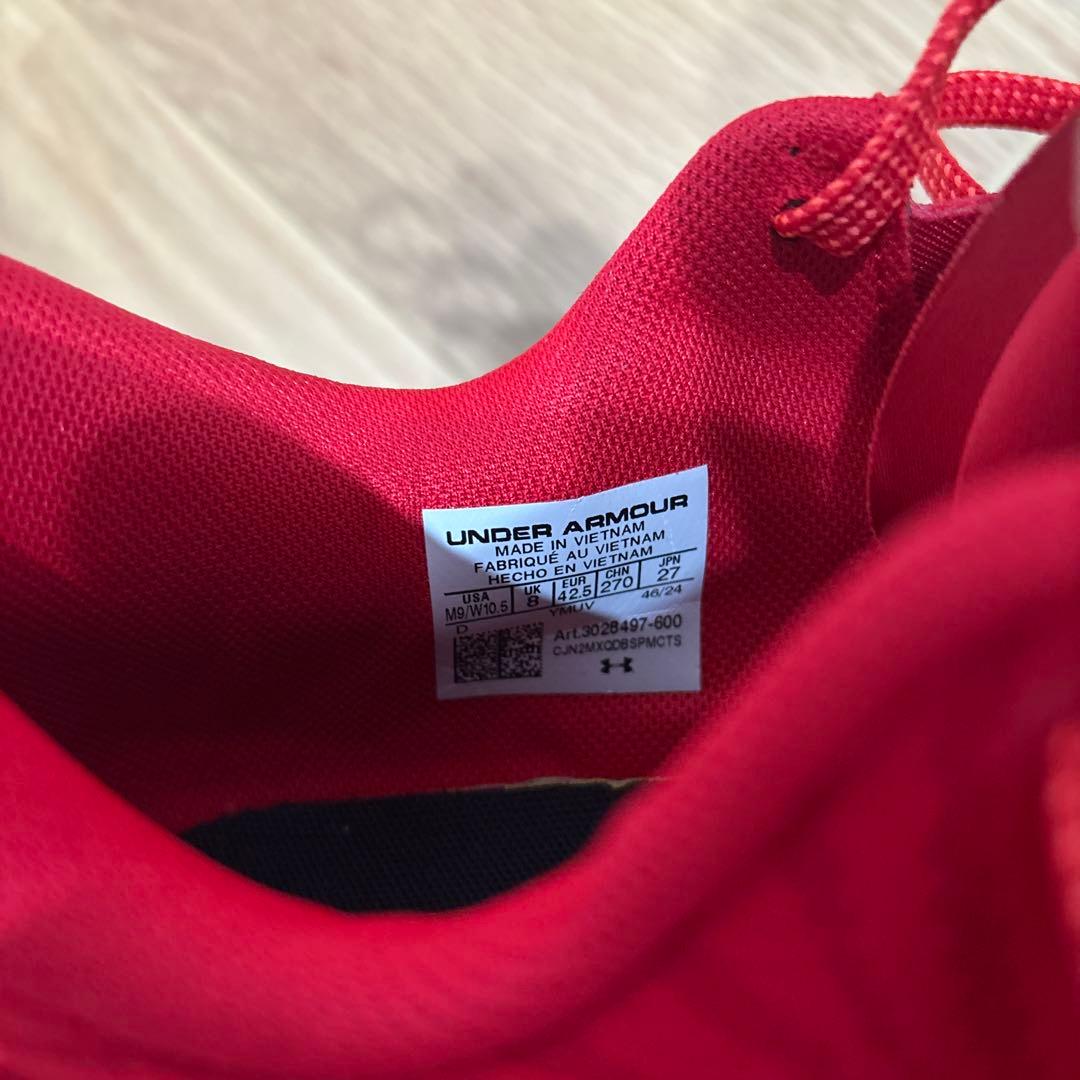 UNDER ARMOUR
MADE IN VIETNAM
FABRIQUÉ AU VIETNAM
HECHO EN VIETNAM
USA UK EUR CHN JPN
M9/W10.5 8 42.5 270 27
D YMUV 46/24
Art.3028497-600
CJN2MXQDBSPMCTS